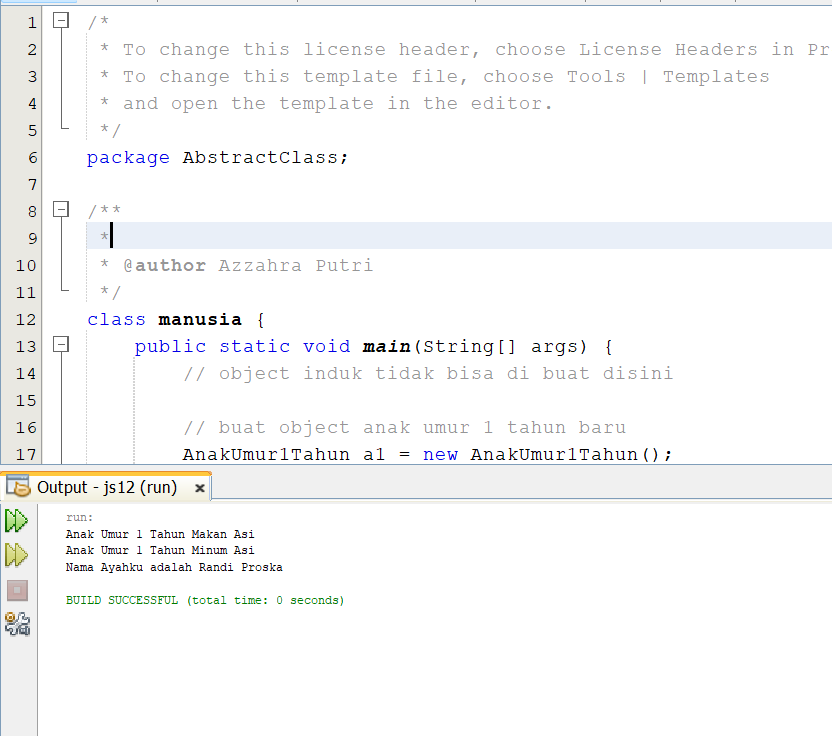 1 /*
2 * To change this license header, choose License Headers in Pr
3 * To change this template file, choose Tools | Templates
4 * and open the template in the editor.
5 */
6 package AbstractClass;
7
8 /**
9 *
10 * @author Azzahra Putri
11 */
12 class manusia {
13 public static void main(String[] args) {
14 // object induk tidak bisa di buat disini
15
16 // buat object anak umur 1 tahun baru
17 AnakUmur1Tahun a1 = new AnakUmur1Tahun();
Output - js12 (run) ×
run:
Anak Umur 1 Tahun Makan Asi
Anak Umur 1 Tahun Minum Asi
Nama Ayahku adalah Randi Proska
BUILD SUCCESSFUL (total time: 0 seconds)